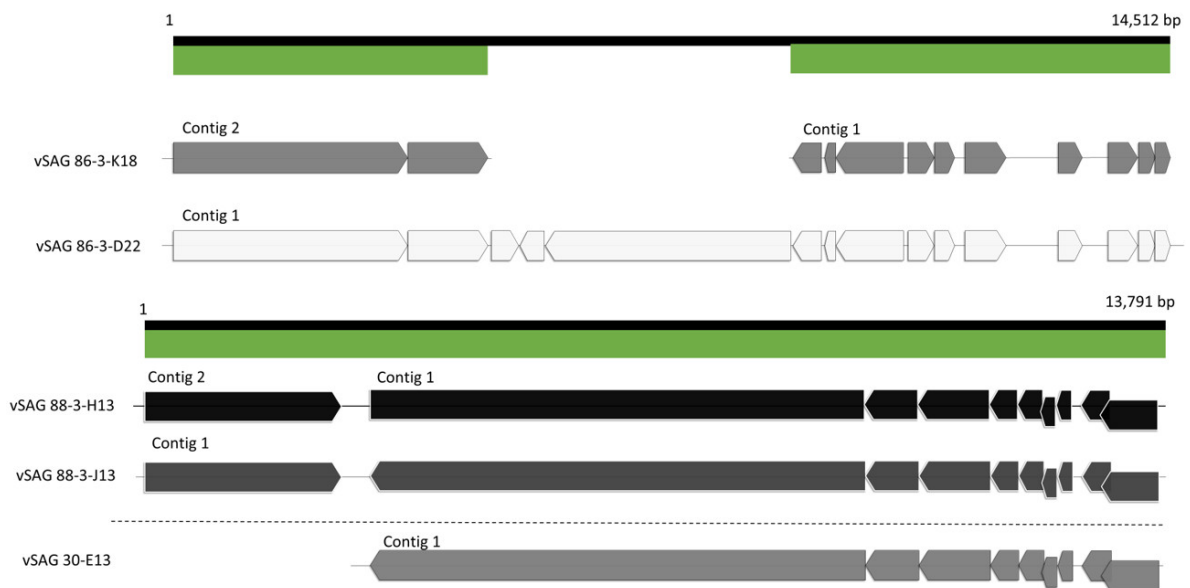 1 14,512 bp
Contig 2 Contig 1
vSAG 86-3-K18
Contig 1
vSAG 86-3-D22
1 13,791 bp
Contig 2 Contig 1
vSAG 88-3-H13
Contig 1
vSAG 88-3-J13
Contig 1
vSAG 30-E13